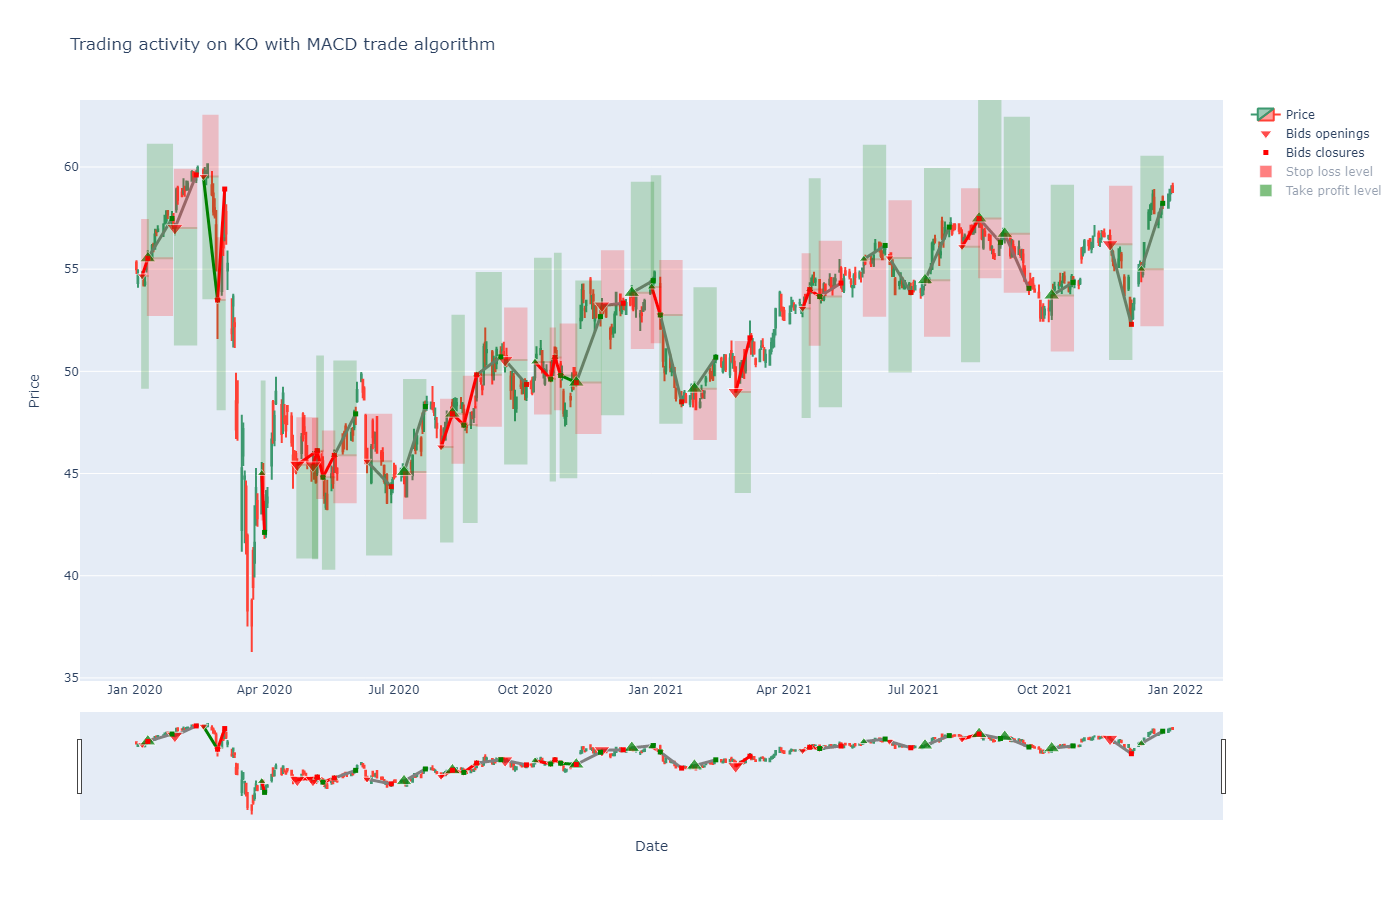 Trading activity on KO with MACD trade algorithm
Price
Bids openings
Bids closures
Stop loss level
Take profit level
60
55
50
45
40
35
Price
Jan 2020
Apr 2020
Jul 2020
Oct 2020
Jan 2021
Apr 2021
Jul 2021
Oct 2021
Jan 2022
Date